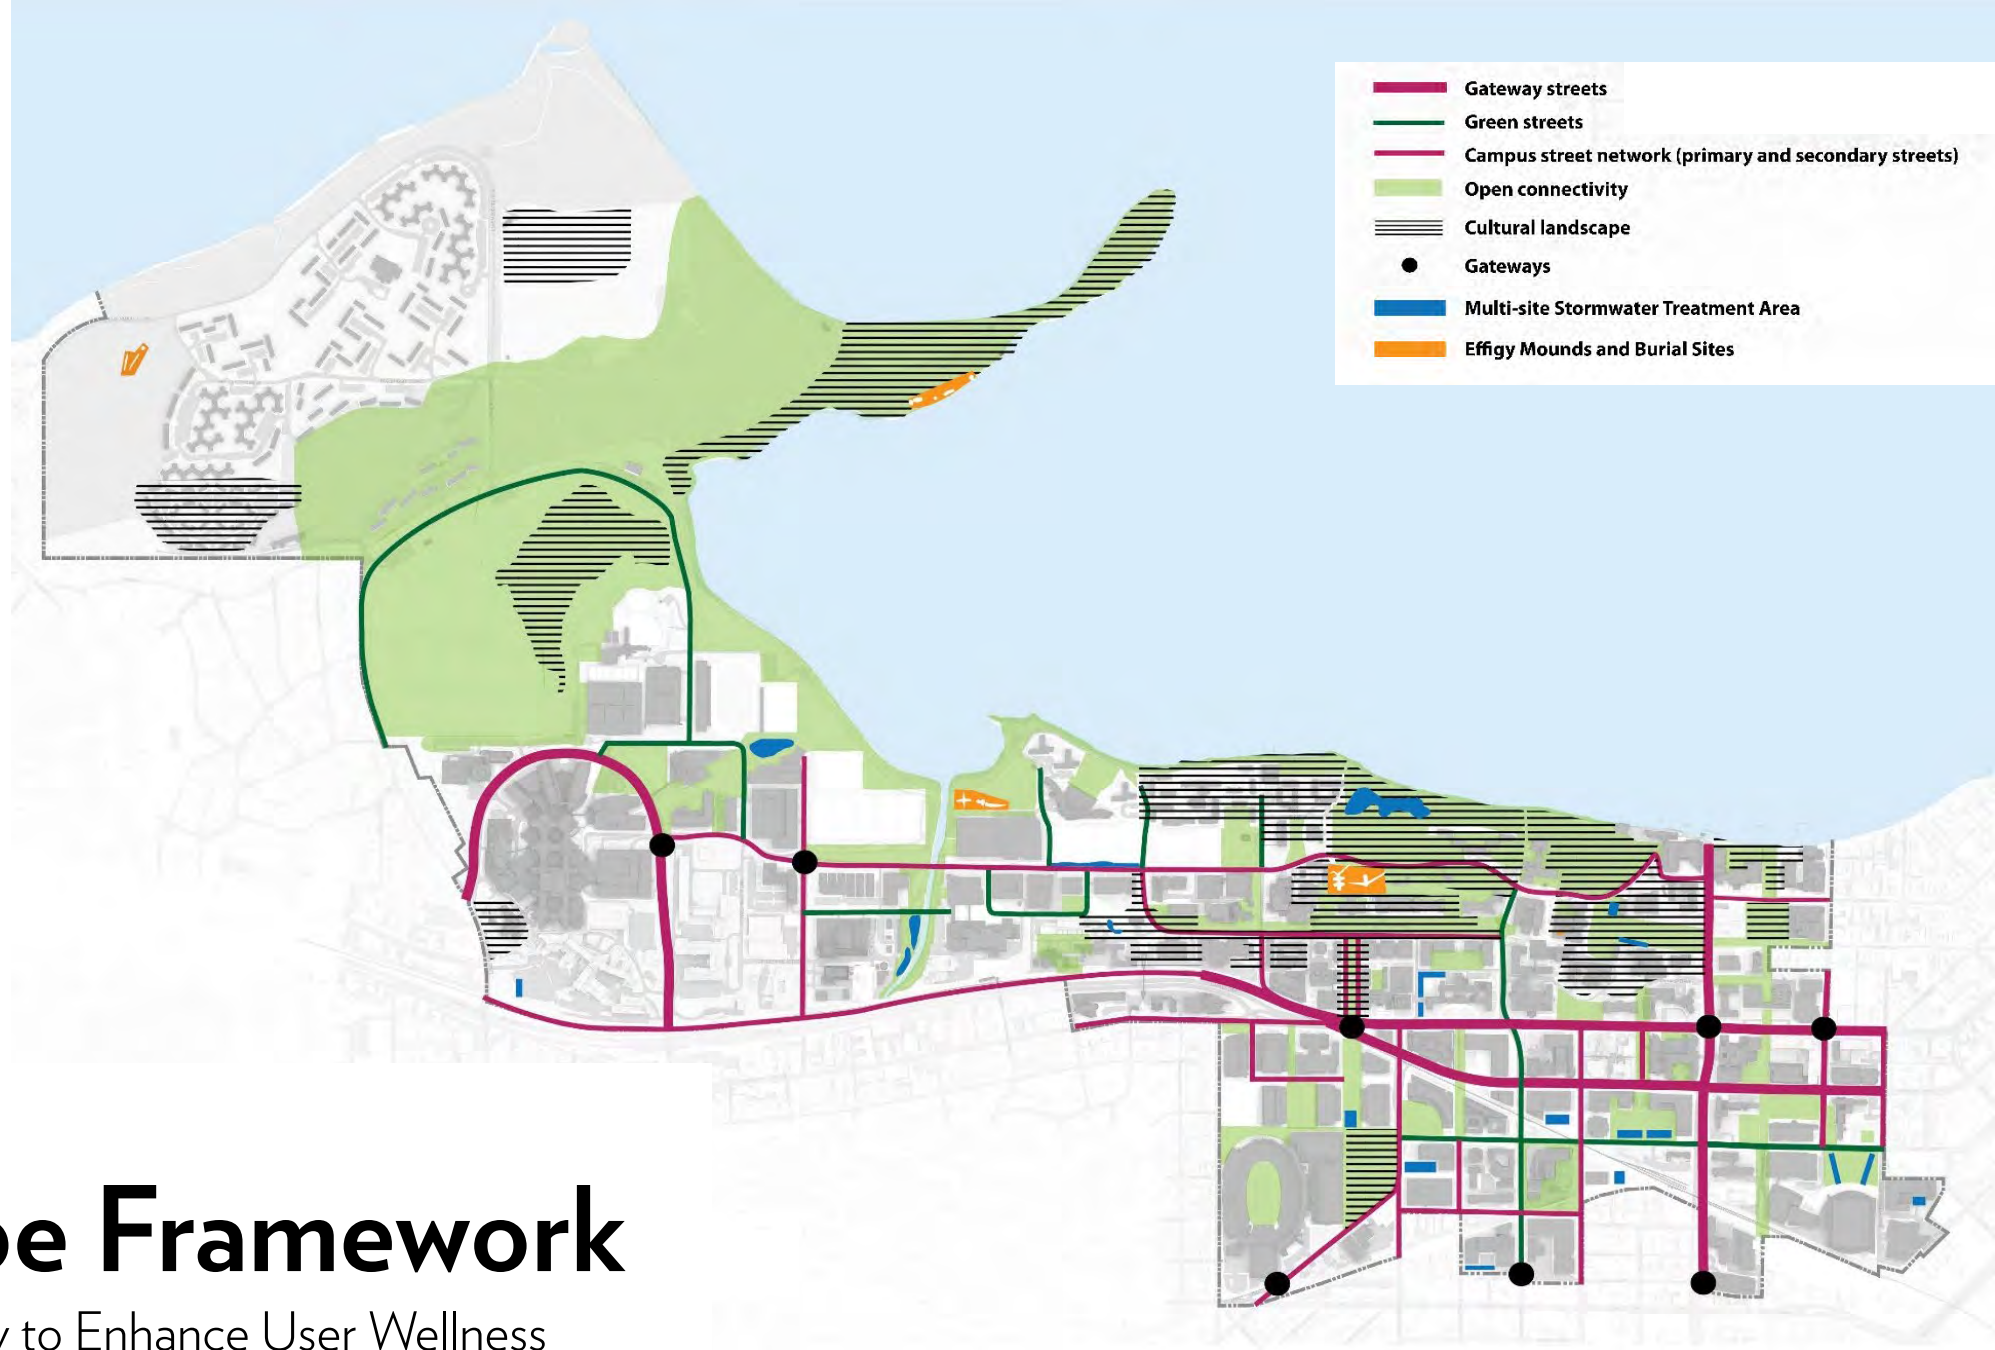 Gateway streets
Green streets
Campus street network (primary and secondary streets)
Open connectivity
Cultural landscape
Gateways
Multi-site Stormwater Treatment Area
Effigy Mounds and Burial Sites
Framework
to Enhance User Wellness